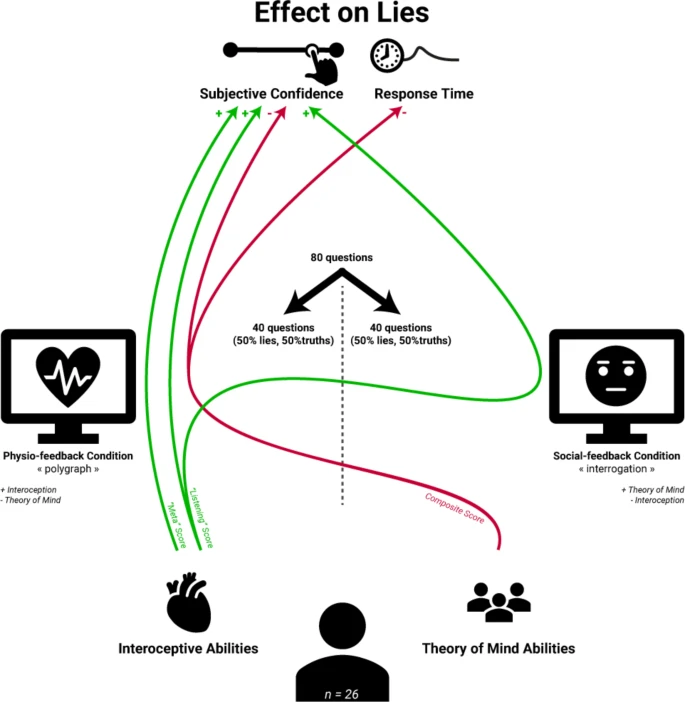 Effect on Lies
Subjective Confidence
Response Time
+ + - + -
80 questions
40 questions
(50% lies, 50%truths)
40 questions
(50% lies, 50%truths)
Physio-feedback Condition
« polygraph »
+ Interoception
- Theory of Mind
Social-feedback Condition
« interrogation »
+ Theory of Mind
- Interoception
"Meta" Score
"Listening" Score
Composite Score
Interoceptive Abilities
Theory of Mind Abilities
n = 26